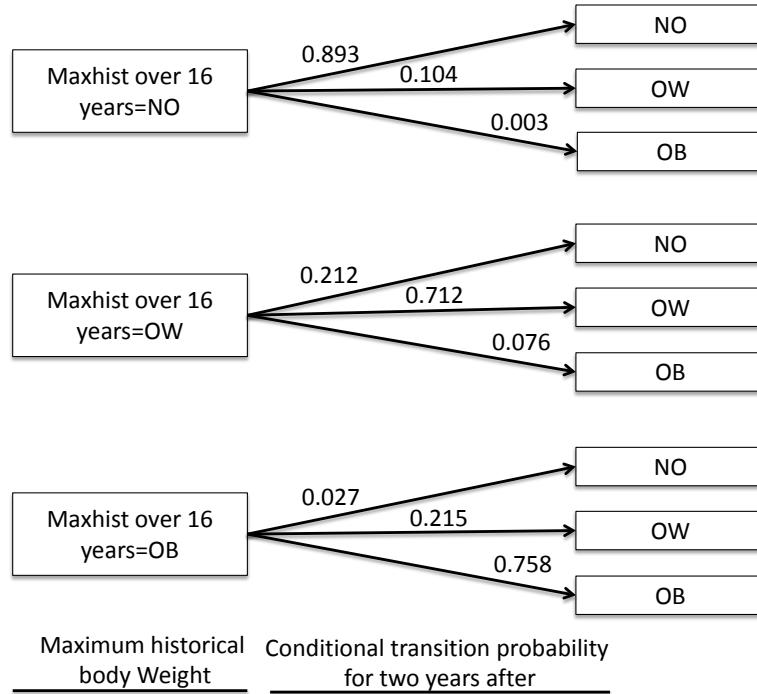 NO
0.893
Maxhist over 16
years=NO
0.104
OW
0.003
OB
NO
0.212
Maxhist over 16
years=OW
0.712
OW
0.076
OB
NO
0.027
Maxhist over 16
years=OB
0.215
OW
0.758
OB
Maximum historical
body Weight
Conditional transition probability
for two years after